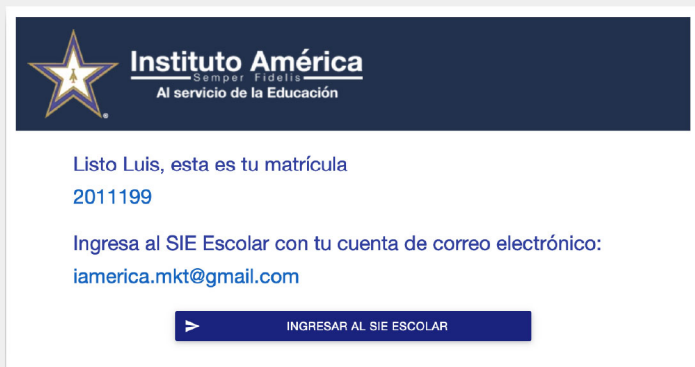 Instituto América
Semper Fidelis
Al servicio de la Educación
Listo Luis, esta es tu matrícula
2011199
Ingresa al SIE Escolar con tu cuenta de correo electrónico:
iamerica.mkt@gmail.com
INGRESAR AL SIE ESCOLAR